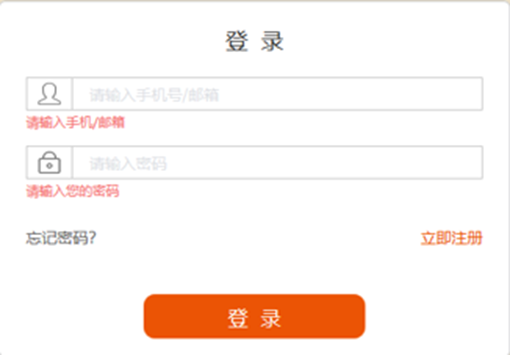 登 录
请输入手机号/邮箱
请输入手机/邮箱
请输入密码
请输入您的密码
忘记密码?
立即注册
登 录